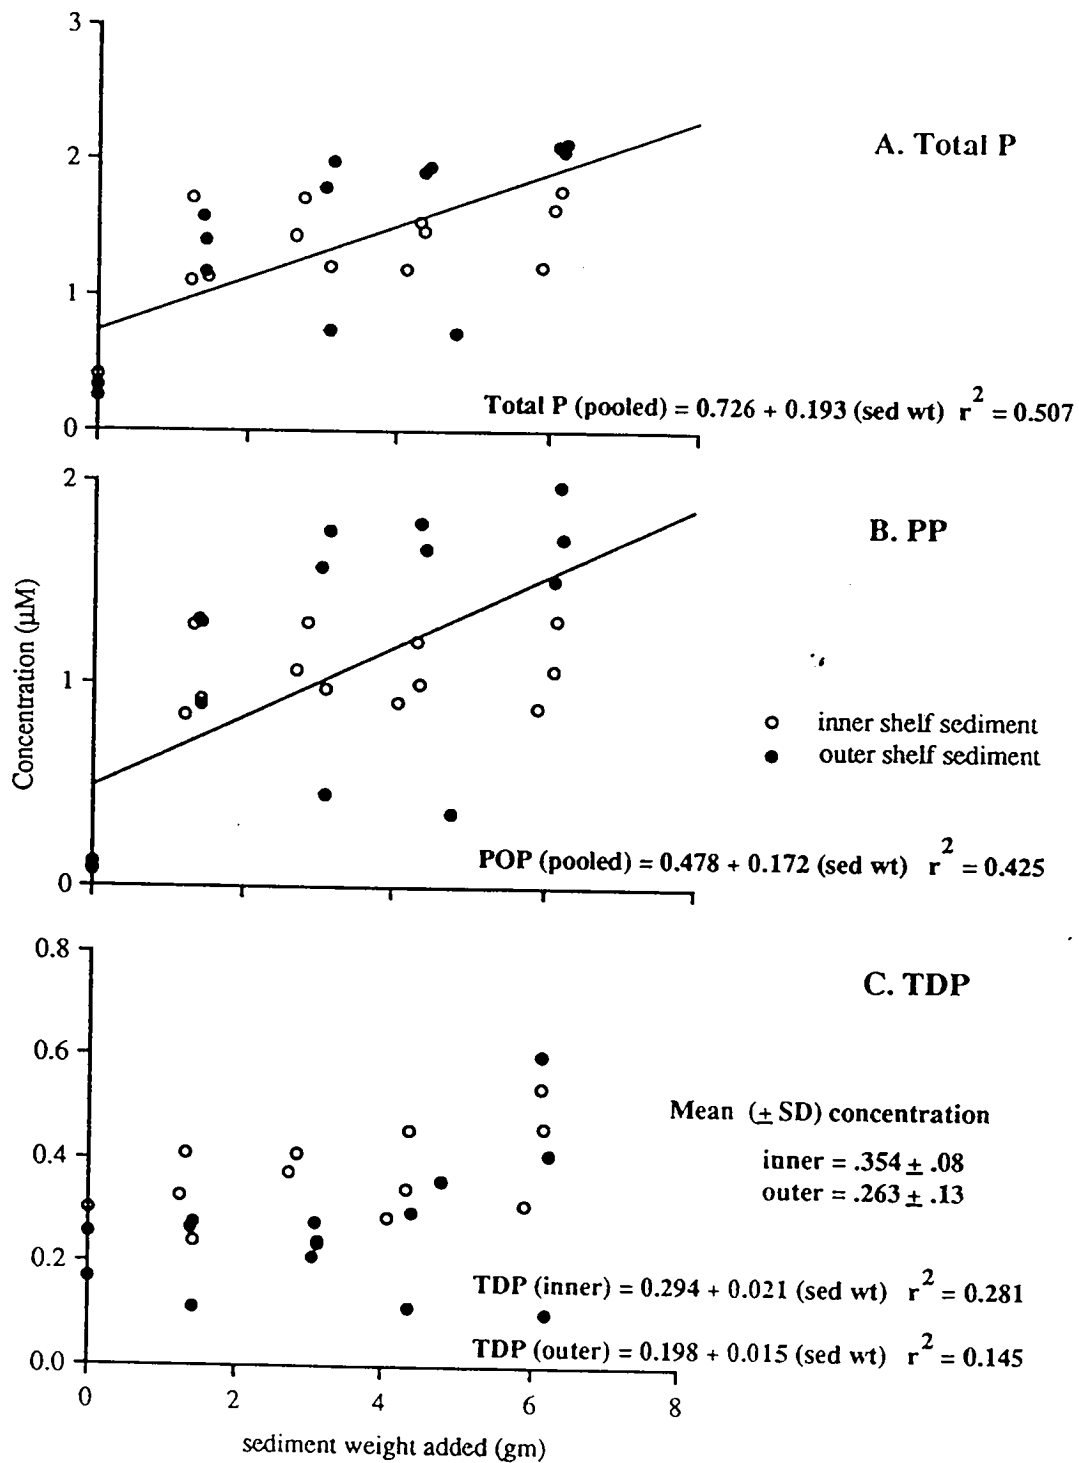 3
A. Total P
2
1
Total P (pooled) = 0.726 + 0.193 (sed wt) r2 = 0.507
0
2
B. PP
Concentration (µM)
1
inner shelf sediment
outer shelf sediment
POP (pooled) = 0.478 + 0.172 (sed wt) r2 = 0.425
0
0.8
C. TDP
0.6
Mean (± SD) concentration
0.4
inner = .354 ± .08
outer = .263 ± .13
0.2
TDP (inner) = 0.294 + 0.021 (sed wt) r2 = 0.281
TDP (outer) = 0.198 + 0.015 (sed wt) r2 = 0.145
0.0
0 2 4 6 8
sediment weight added (gm)